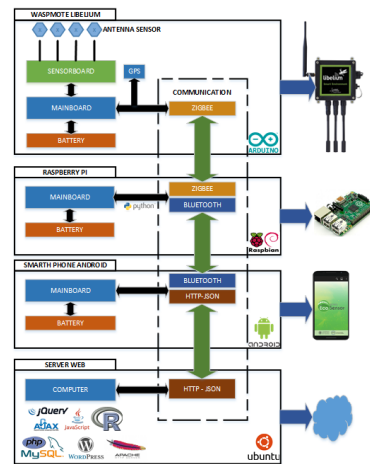 WASPMOTE LIBELIUM
ANTENNA SENSOR
SENSORBOARD
GPS
COMMUNICATION
MAINBOARD
ZIGBEE
BATTERY
ARDUINO
libelium
RASPBERRY PI
ZIGBEE
MAINBOARD
BLUETOOTH
python
BATTERY
Raspbian
SMARTH PHONE ANDROID
BLUETOOTH
MAINBOARD
HTTP-JSON
BATTERY
ANDROID
SERVER WEB
COMPUTER
HTTP - JSON
jQuery
AJAX
JAVASCRIPT
R
php
MySQL
WORDPRESS
APACHE
ubuntu